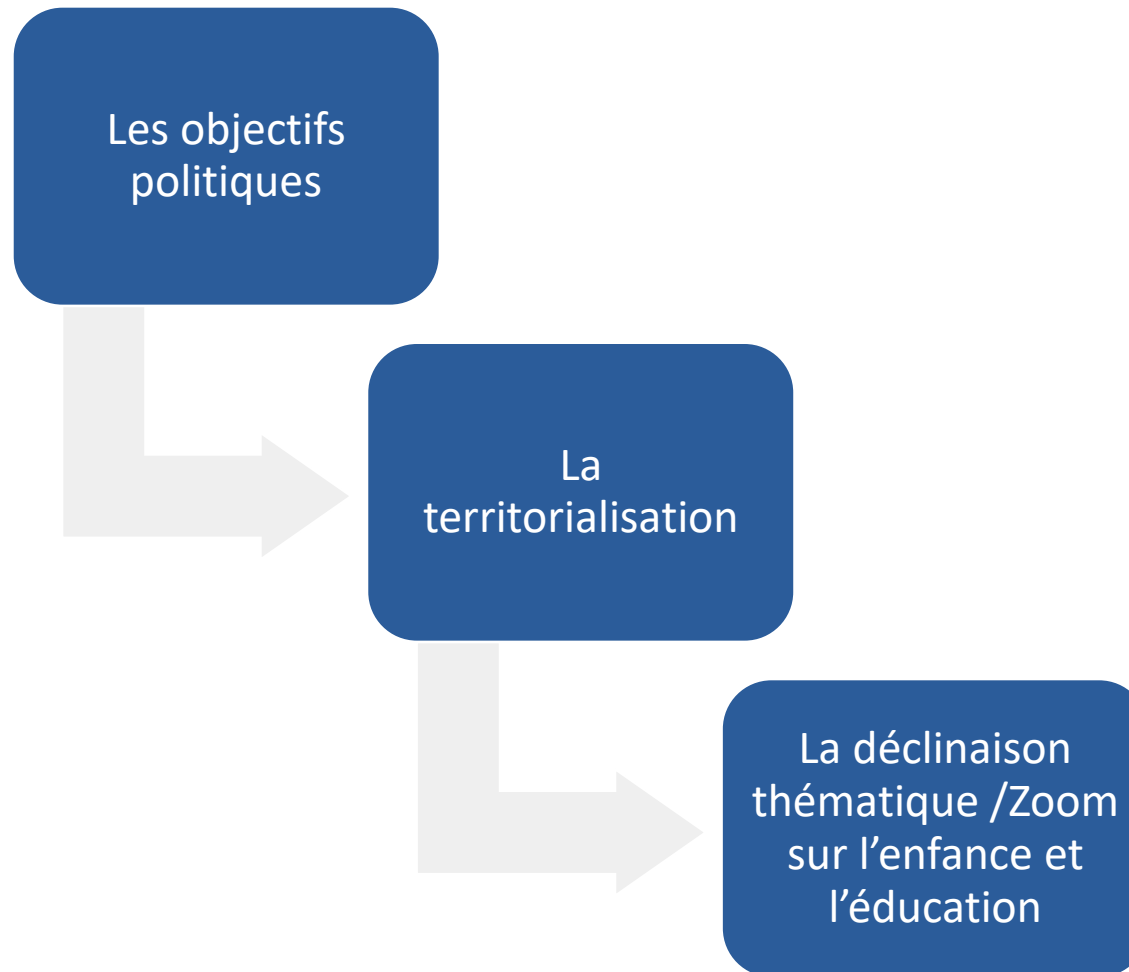 Les objectifs
politiques
La
territorialisation
La déclinaison
thématique /Zoom
sur l’enfance et
l’éducation